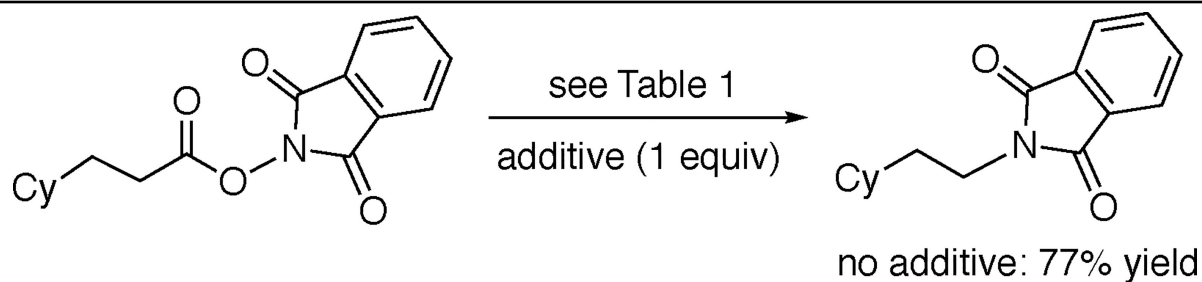 O
O
see Table 1
O
N
O
N
Cy
O
additive (1 equiv)
Cy
O
O
no additive: 77% yield